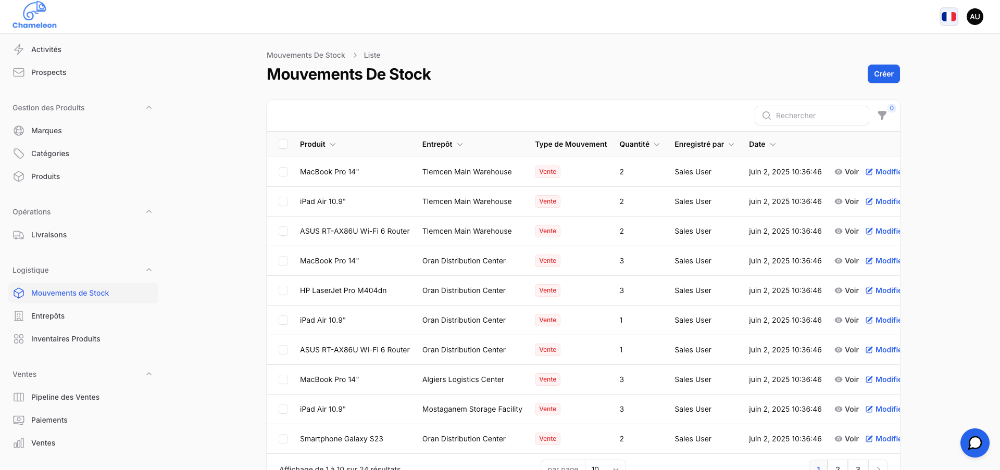 Chameleon
AU
Activités
Prospects
Gestion des Produits
Marques
Catégories
Produits
Opérations
Livraisons
Logistique
Mouvements de Stock
Entrepôts
Inventaires Produits
Ventes
Pipeline des Ventes
Paiements
Ventes
Mouvements De Stock > Liste
Mouvements De Stock
Créer
Rechercher
0
Produit Entrepôt Type de Mouvement Quantité Enregistré par Date
MacBook Pro 14" Tlemcen Main Warehouse Vente 2 Sales User juin 2, 2025 10:36:46 Voir Modifie
iPad Air 10.9" Tlemcen Main Warehouse Vente 2 Sales User juin 2, 2025 10:36:46 Voir Modifie
ASUS RT-AX86U Wi-Fi 6 Router Tlemcen Main Warehouse Vente 2 Sales User juin 2, 2025 10:36:46 Voir Modifie
MacBook Pro 14" Oran Distribution Center Vente 3 Sales User juin 2, 2025 10:36:46 Voir Modifie
HP LaserJet Pro M404dn Oran Distribution Center Vente 3 Sales User juin 2, 2025 10:36:46 Voir Modifie
iPad Air 10.9" Oran Distribution Center Vente 1 Sales User juin 2, 2025 10:36:46 Voir Modifie
ASUS RT-AX86U Wi-Fi 6 Router Oran Distribution Center Vente 1 Sales User juin 2, 2025 10:36:46 Voir Modifie
MacBook Pro 14" Algiers Logistics Center Vente 3 Sales User juin 2, 2025 10:36:46 Voir Modifie
iPad Air 10.9" Mostaganem Storage Facility Vente 3 Sales User juin 2, 2025 10:36:46 Voir Modifie
Smartphone Galaxy S23 Oran Distribution Center Vente 2 Sales User juin 2, 2025 10:36:46 Voir Modifie
Affichage de 1 à 10 sur 24 résultats par page 10 1 2 3